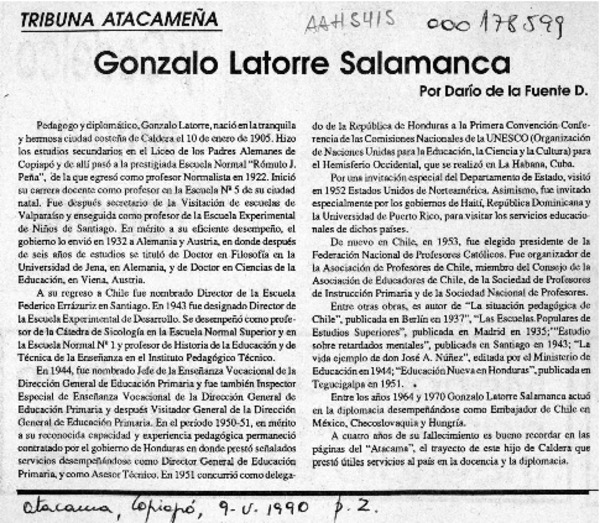 TRIBUNA ATACAMEÑA
AAH5415
000178599
Gonzalo Latorre Salamanca
Por Darío de la Fuente D.
Pedagogo y diplomático, Gonzalo Latorre, nació en la tranquila
y hermosa ciudad costeña de Caldera el 10 de enero de 1905. Hizo
los estudios secundarios en el Liceo de los Padres Alemanes de
Copiapó y de allí pasó a la prestigiada Escuela Normal "Rómulo J.
Peña", de la que egresó como profesor Normalista en 1922. Inició
su carrera docente como profesor en la Escuela Nº 5 de su ciudad
natal. Fue después secretario de la Visitación de escuelas de
Valparaíso y enseguida como profesor de la Escuela Experimental
de Niños de Santiago. En mérito a su eficiente desempeño, el
gobierno lo envió en 1932 a Alemania y Austria, en donde después
de seis años de estudios se tituló de Doctor en Filosofía en la
Universidad de Jena, en Alemania, y de Doctor en Ciencias de la
Educación, en Viena, Austria.
A su regreso a Chile fue nombrado Director de la Escuela
Federico Errázuriz en Santiago. En 1943 fue designado Director de
la Escuela Experimental de Desarrollo. Se desempeñó como profe-
sor de la Cátedra de Sicología en la Escuela Normal Superior y en
la Escuela Normal Nº 1 y profesor de Historia de la Educación y de
Técnica de la Enseñanza en el Instituto Pedagógico Técnico.
En 1944, fue nombrado Jefe de la Enseñanza Vocacional de la
Dirección General de Educación Primaria y fue también Inspector
Especial de Enseñanza Vocacional de la Dirección General de
Educación Primaria y después Visitador General de la Dirección
General de Educación Primaria. En el período 1950-51, en mérito
a su reconocida capacidad y experiencia pedagógica permaneció
contratado por el gobierno de Honduras en donde prestó señalados
servicios desempeñándose como Director General de Educación
Primaria, y como Asesor Técnico. En 1951 concurrió como delega-
do de la República de Honduras a la Primera Convención-Confe-
rencia de las Comisiones Nacionales de la UNESCO (Organización
de Naciones Unidas para la Educación, la Ciencia y la Cultura) para
el Hemisferio Occidental, que se realizó en La Habana, Cuba.
Por una invitación especial del Departamento de Estado, visitó
en 1952 Estados Unidos de Norteamérica. Asimismo, fue invitado
especialmente por los gobiernos de Haití, República Dominicana y
la Universidad de Puerto Rico, para visitar los servicios educacio-
nales de dichos países.
De nuevo en Chile, en 1953, fue elegido presidente de la
Federación Nacional de Profesores Católicos. Fue organizador de
la Asociación de Profesores de Chile, miembro del Consejo de la
Asociación de Educadores de Chile, de la Sociedad de Profesores
de Instrucción Primaria y de la Sociedad Nacional de Profesores.
Entre otras obras, es autor de "La situación pedagógica de
Chile", publicada en Berlín en 1937", "Las Escuelas Populares de
Estudios Superiores", publicada en Madrid en 1935; "Estudio
sobre retardados mentales", publicada en Santiago en 1943; "La
vida ejemplo de don José A. Núñez", editada por el Ministerio de
Educación en 1944; "Educación Nueva en Honduras", publicada en
Tegucigalpa en 1951.
Entre los años 1964 y 1970 Gonzalo Latorre Salamanca actuó
en la diplomacia desempeñándose como Embajador de Chile en
México, Checoslovaquia y Hungría.
A cuatro años de su fallecimiento es bueno recordar en las
páginas del "Atacama", el trayecto de este hijo de Caldera que
prestó útiles servicios al país en la docencia y la diplomacia.
Atacama, Copiapó, 9-V-1990 p. 2.